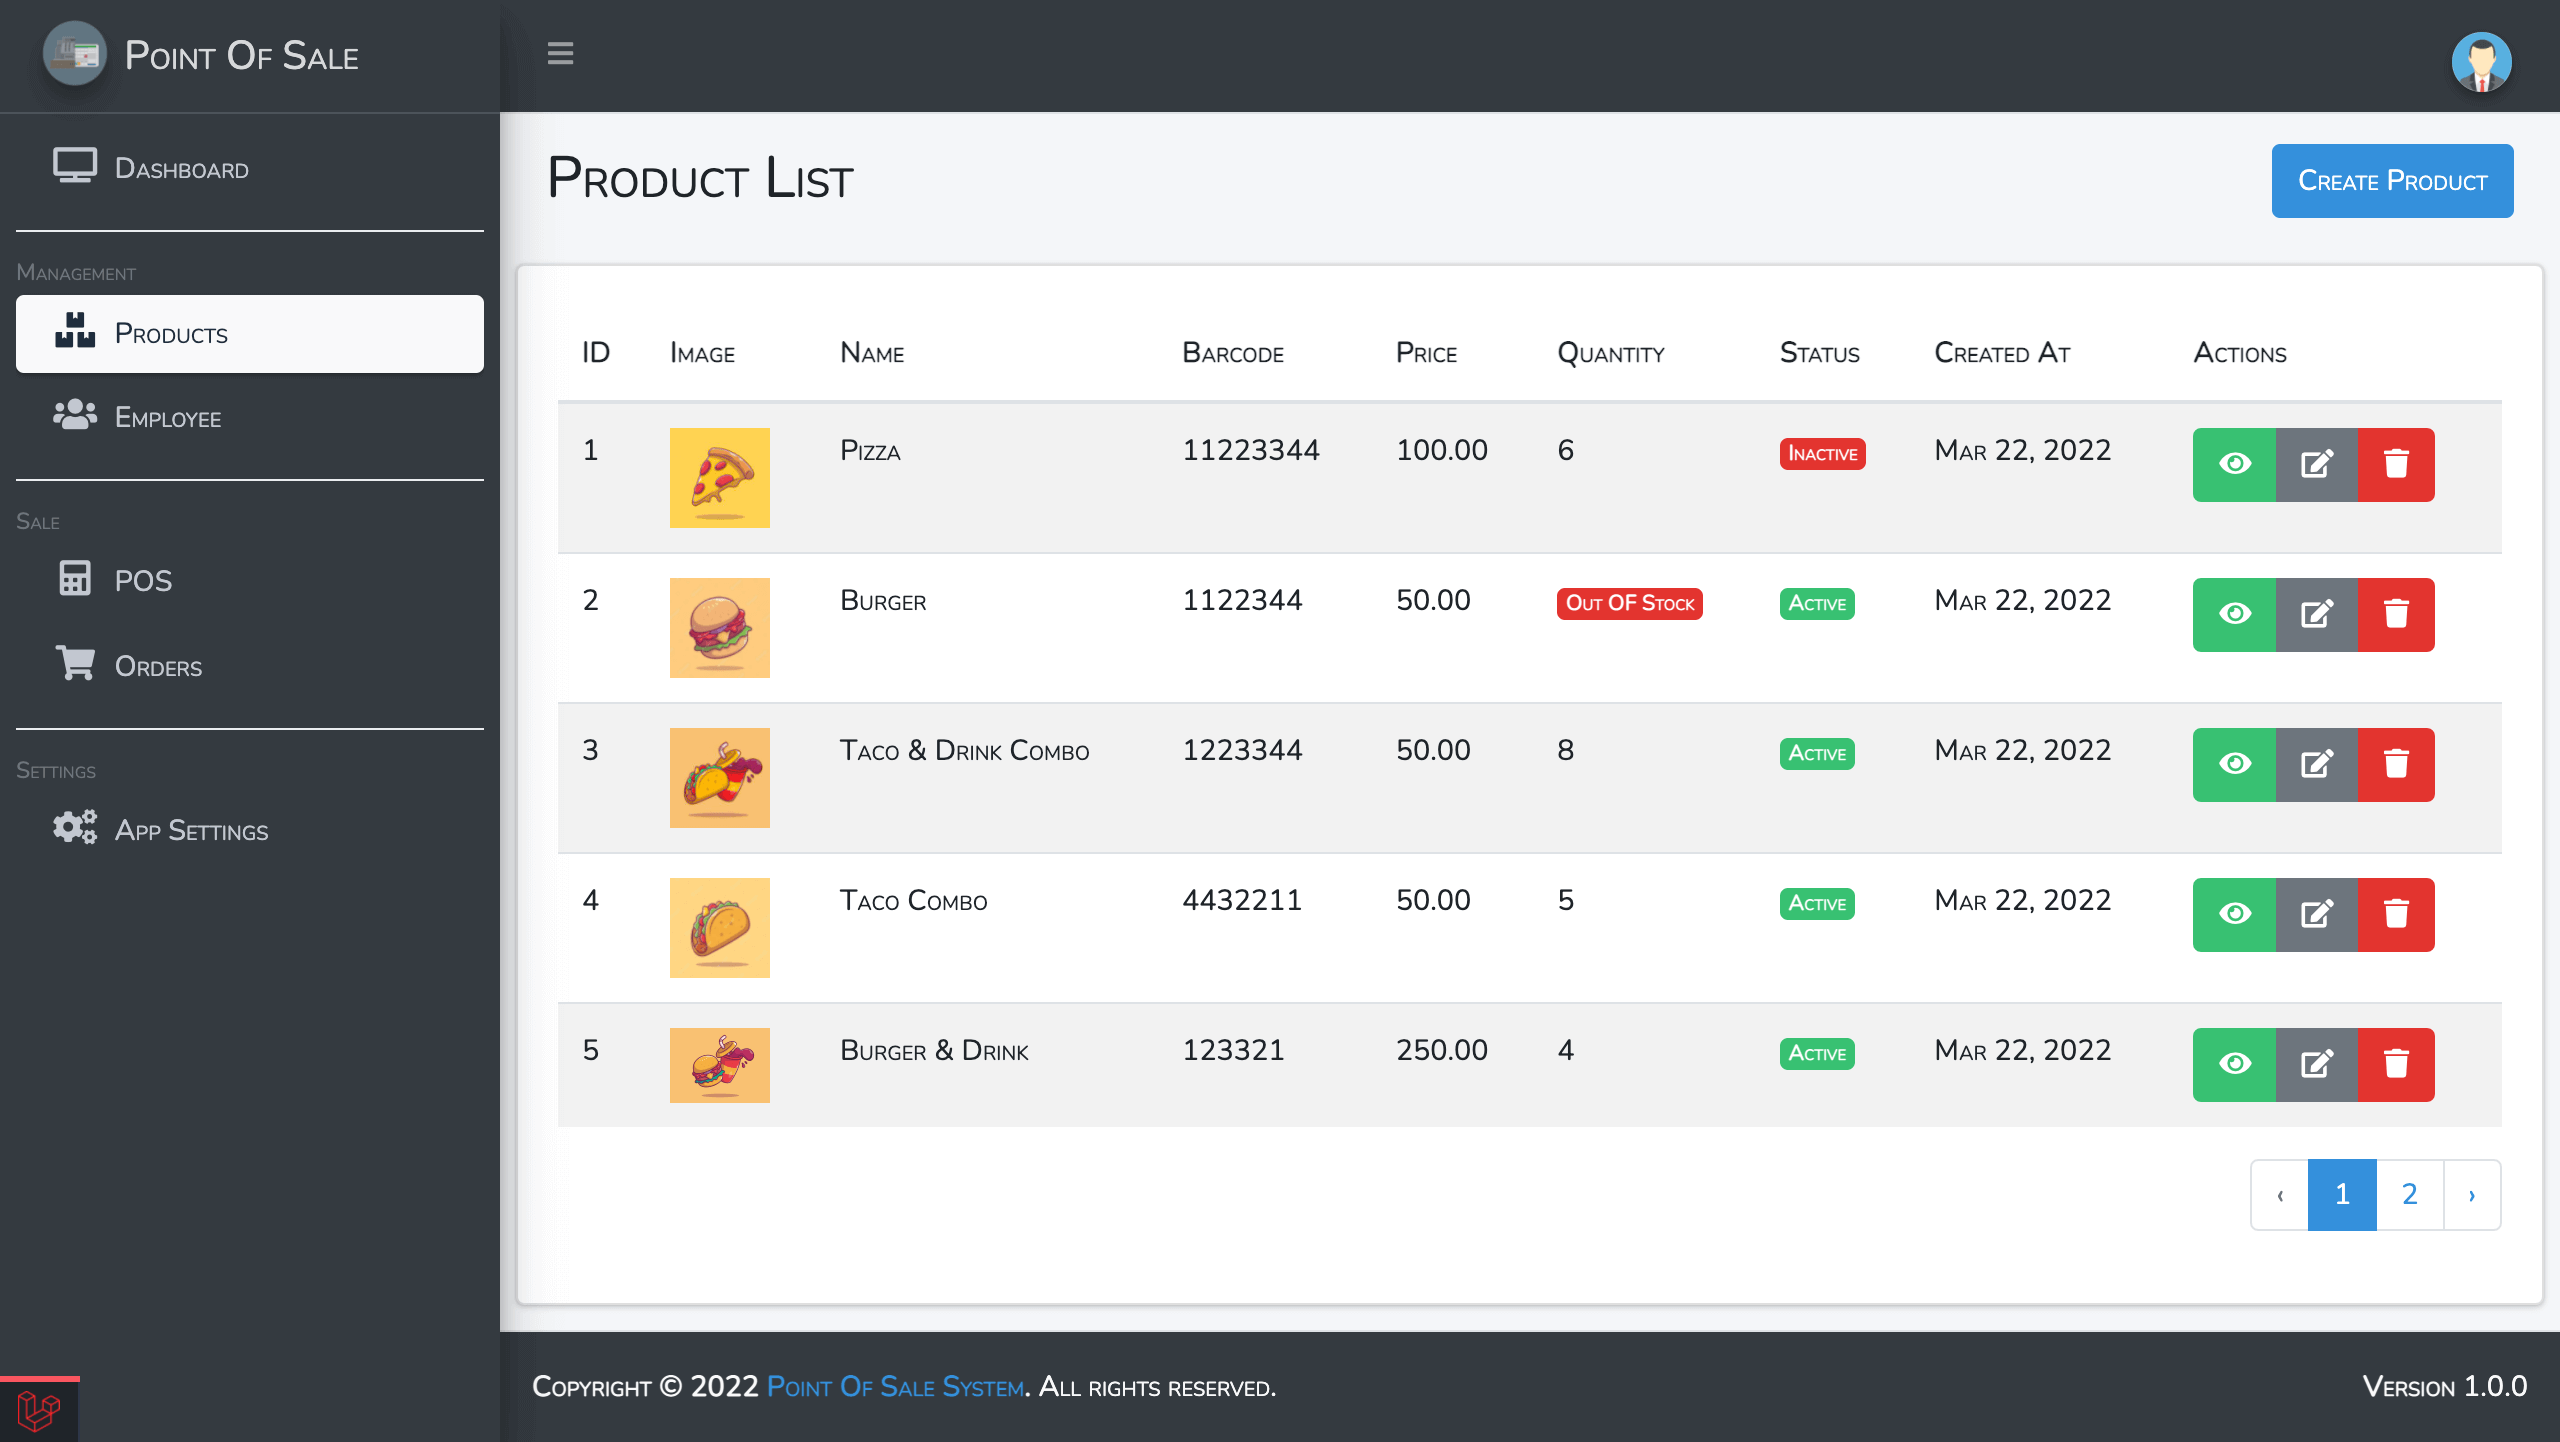 Point Of Sale
Dashboard
Management
Products
Employee
Sale
POS
Orders
Settings
App Settings
Product List
Create Product
ID Image Name Barcode Price Quantity Status Created At Actions
1 Pizza 11223344 100.00 6 Inactive Mar 22, 2022
2 Burger 1122344 50.00 Out OF Stock Active Mar 22, 2022
3 Taco & Drink Combo 1223344 50.00 8 Active Mar 22, 2022
4 Taco Combo 4432211 50.00 5 Active Mar 22, 2022
5 Burger & Drink 123321 250.00 4 Active Mar 22, 2022
‹ 1 2 ›
Copyright © 2022 Point Of Sale System. All rights reserved. Version 1.0.0